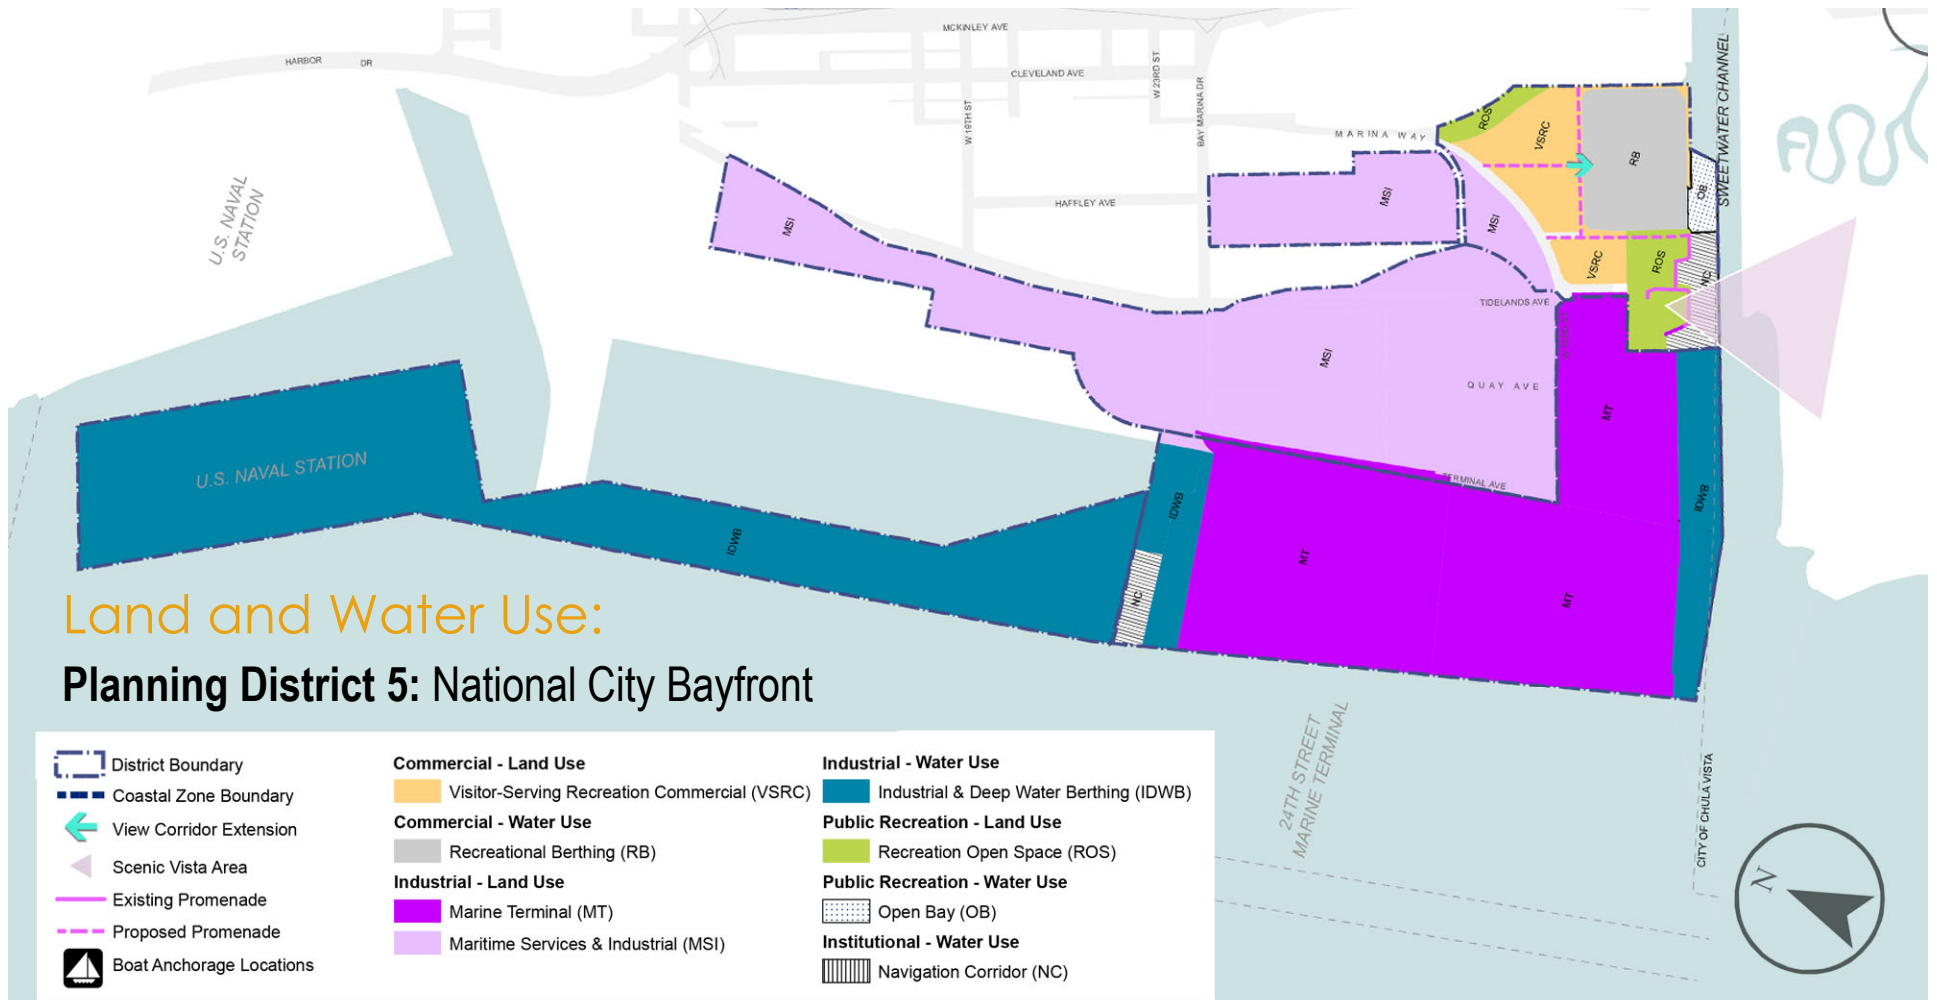 MCKINLEY AVE
HARBOR DR
CLEVELAND AVE
W 23RD ST
W 19TH ST
BAY MARINA DR
MARINA WAY
HAFFLEY AVE
SWEETWATER CHANNEL
U.S. NAVAL
STATION
ROS
VSRC
RB
OB
MSI
MSI
MSI
VSRC
ROS
NC
TIDELANDS AVE
MSI
QUAY AVE
MT
TERMINAL AVE
U.S. NAVAL STATION
IDWB
IDWB
IDWB
NC
MT
MT
Land and Water Use:
Planning District 5: National City Bayfront
24TH STREET
MARINE TERMINAL
CITY OF CHULA VISTA
N
District Boundary
Coastal Zone Boundary
View Corridor Extension
Scenic Vista Area
Existing Promenade
Proposed Promenade
Boat Anchorage Locations
Commercial - Land Use
Visitor-Serving Recreation Commercial (VSRC)
Commercial - Water Use
Recreational Berthing (RB)
Industrial - Land Use
Marine Terminal (MT)
Maritime Services & Industrial (MSI)
Industrial - Water Use
Industrial & Deep Water Berthing (IDWB)
Public Recreation - Land Use
Recreation Open Space (ROS)
Public Recreation - Water Use
Open Bay (OB)
Institutional - Water Use
Navigation Corridor (NC)